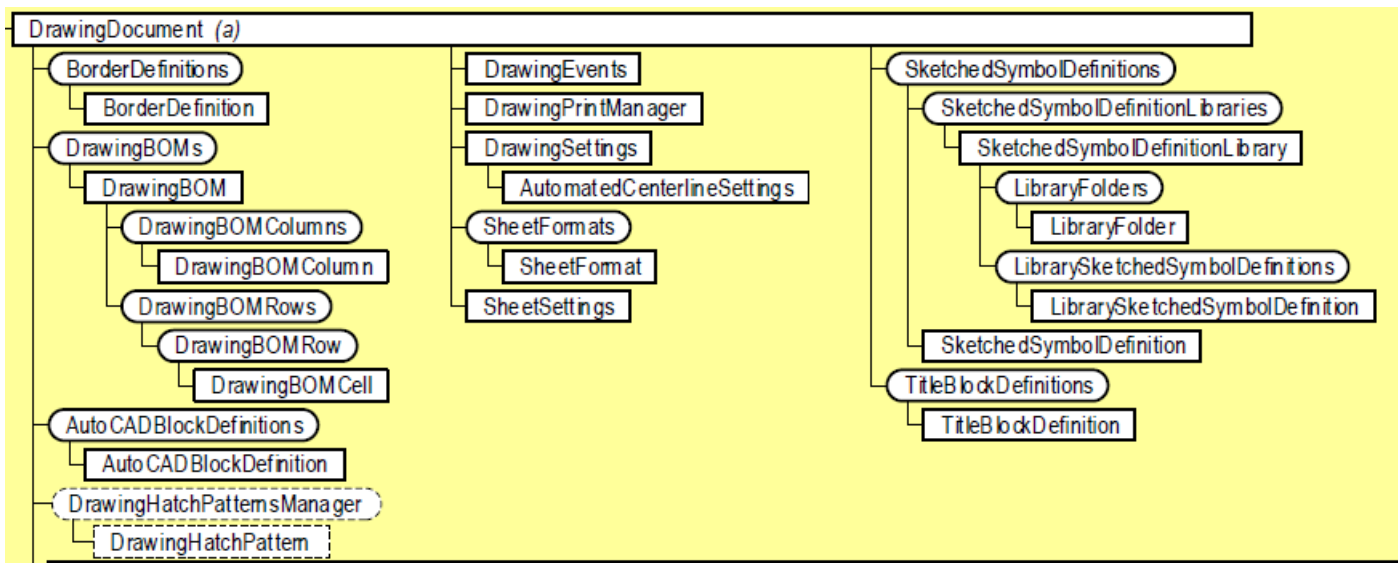 DrawingDocument (a)
BorderDefinitions
BorderDefinition
DrawingBOMs
DrawingBOM
DrawingBOMColumns
DrawingBOMColumn
DrawingBOMRows
DrawingBOMRow
DrawingBOMCell
AutoCADBlockDefinitions
AutoCADBlockDefinition
DrawingHatchPatternsManager
DrawingHatchPattern
DrawingEvents
DrawingPrintManager
DrawingSettings
AutomatedCenterlineSettings
SheetFormats
SheetFormat
SheetSettings
SketchedSymbolDefinitions
SketchedSymbolDefinitionLibraries
SketchedSymbolDefinitionLibrary
LibraryFolders
LibraryFolder
LibrarySketchedSymbolDefinitions
LibrarySketchedSymbolDefinition
SketchedSymbolDefinition
TitleBlockDefinitions
TitleBlockDefinition